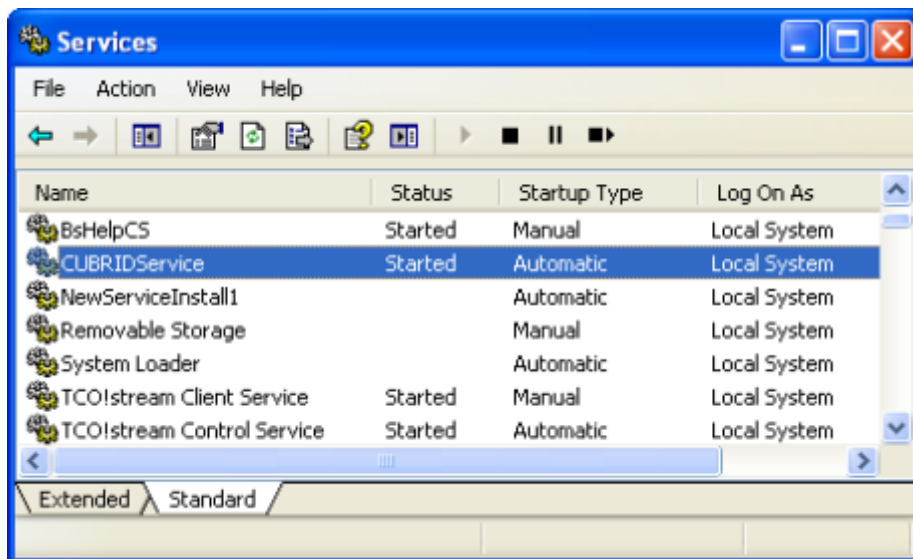 Services
File Action View Help
Name Status Startup Type Log On As
BsHelpCS Started Manual Local System
CUBRIDService Started Automatic Local System
NewServiceInstall1 Automatic Local System
Removable Storage Manual Local System
System Loader Automatic Local System
TCO!stream Client Service Started Manual Local System
TCO!stream Control Service Started Automatic Local System
Extended Standard